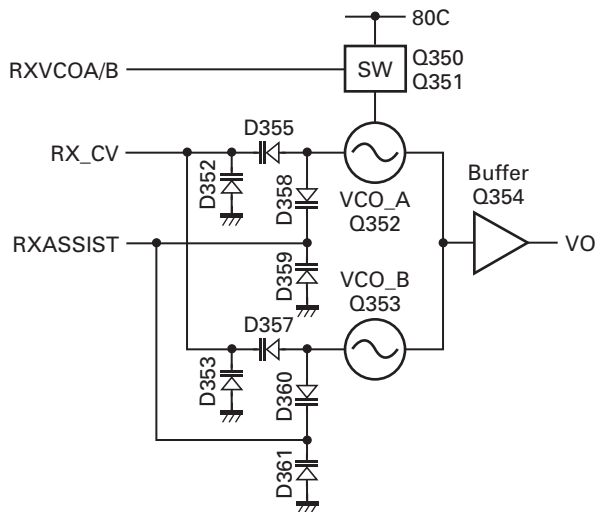 80C
RXVCOA/B
SW
Q350
Q351
RX_CV
D355
D352
D358
VCO_A
Q352
Buffer
Q354
RXASSIST
VO
D359
VCO_B
Q353
D357
D353
D360
D361